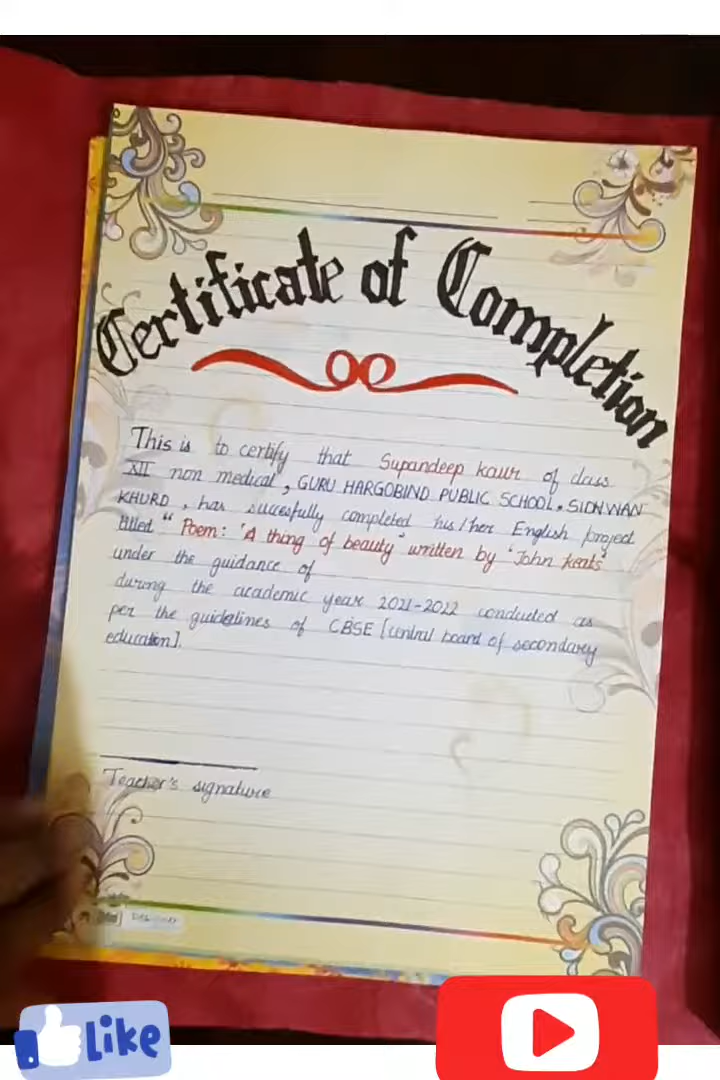 Certificate of Completion
This is to certify that Supandeep kaur of class
XII non medical, GURU HARGOBIND PUBLIC SCHOOL, SIDHWAN
KHURD, has succesfully completed his/her English project
titled "Poem: 'A thing of beauty' written by 'John keats'
under the guidance of
during the academic year 2021-2022 conducted as
per the guidelines of CBSE [central board of secondary
education].
Teacher's signature
Like